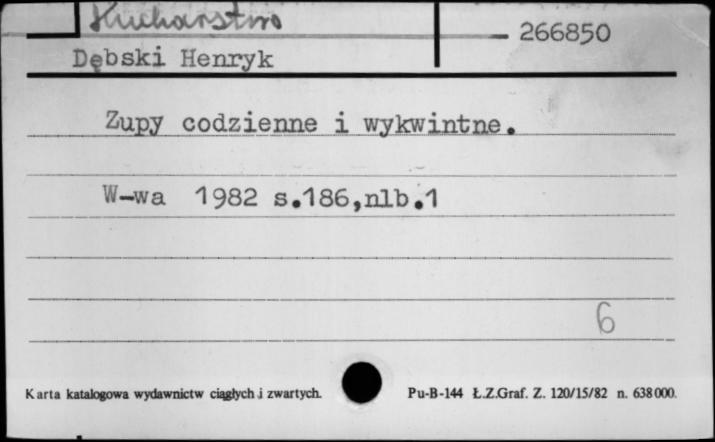 Kucharstwo
266850
Dębski Henryk
Zupy codzienne i wykwintne.
W-wa 1982 s.186,nlb.1
6
Karta katalogowa wydawnictw ciągłych i zwartych. Pu-B-144 Ł.Z.Graf. Z. 120/15/82 n. 638 000.